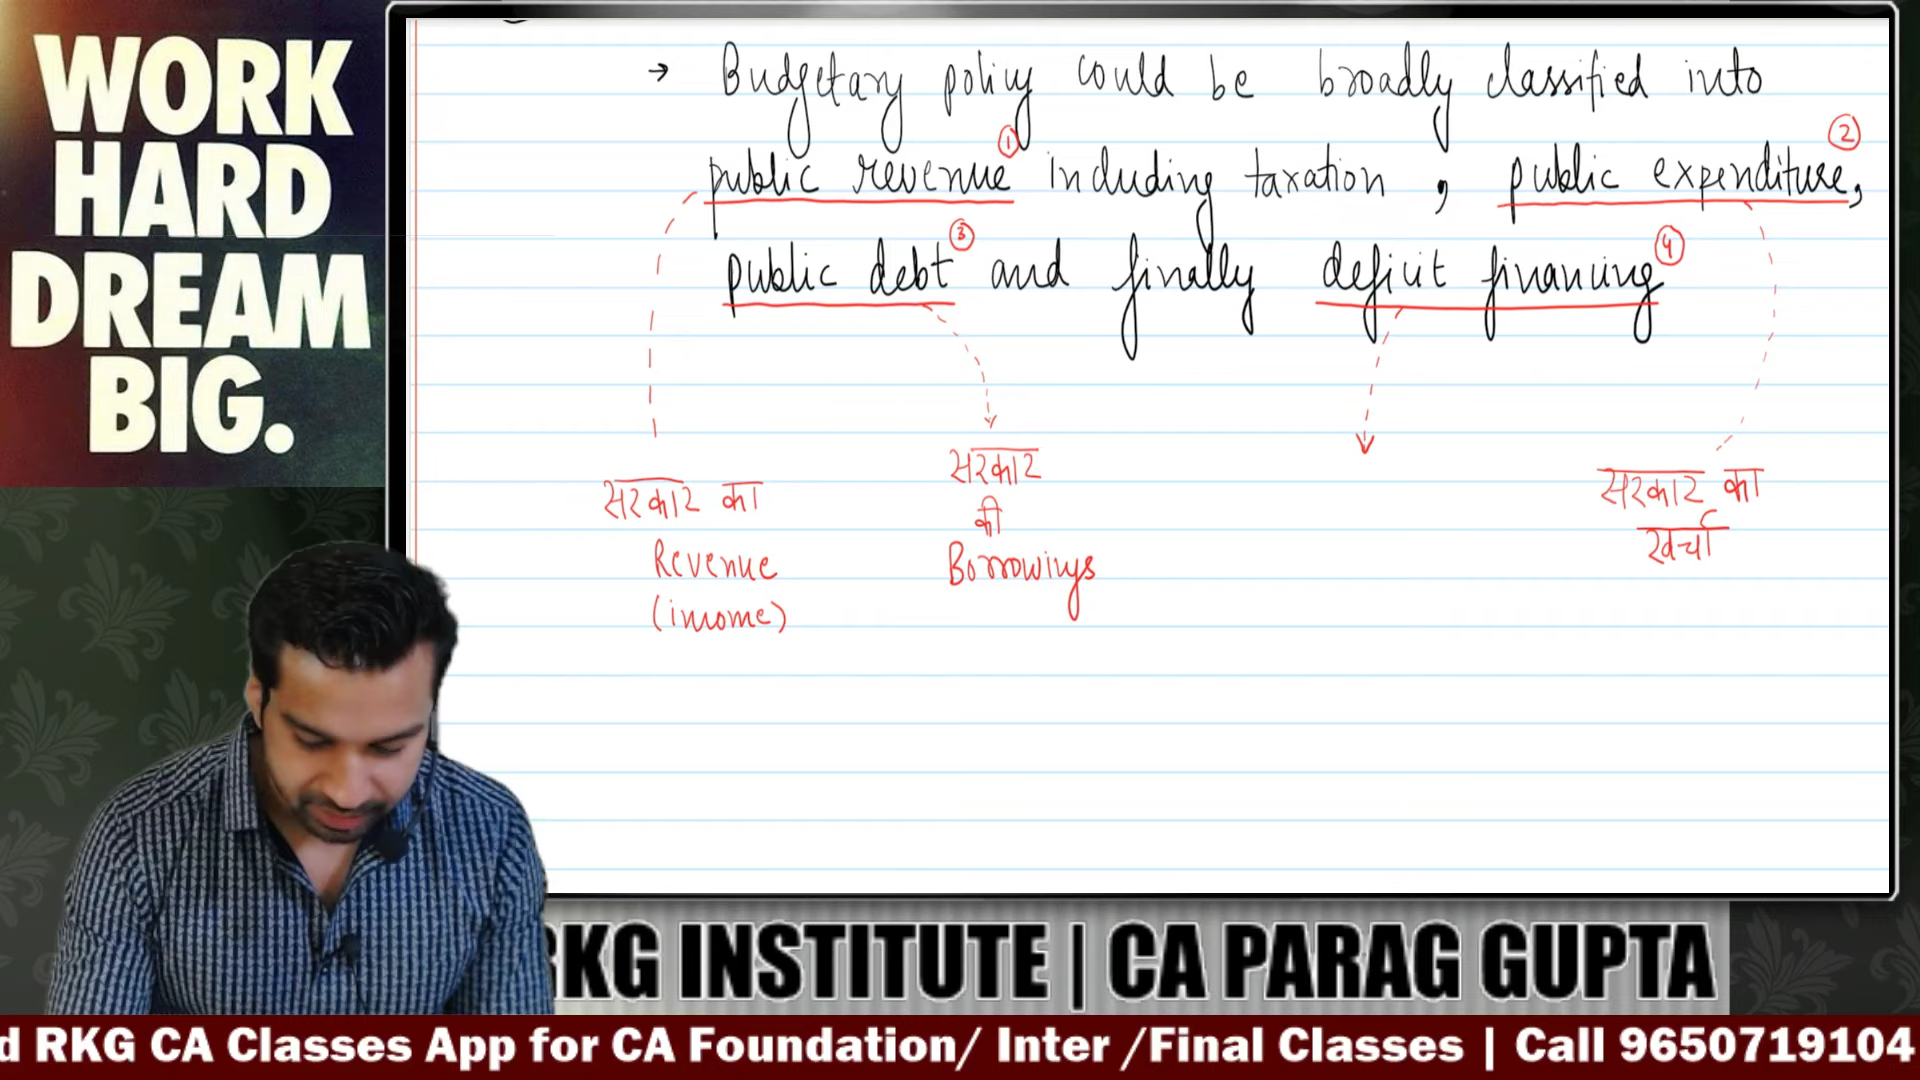 WORK
HARD
DREAM
BIG.
→ Budgetary policy could be broadly classified into
public revenue ① including taxation , public expenditure, ②
public debt ③ and finally deficit financing ④
सरकार का
Revenue
(income)
सरकार
की
Borrowings
सरकार का
खर्चा
RKG INSTITUTE | CA PARAG GUPTA
d RKG CA Classes App for CA Foundation/ Inter /Final Classes | Call 9650719104